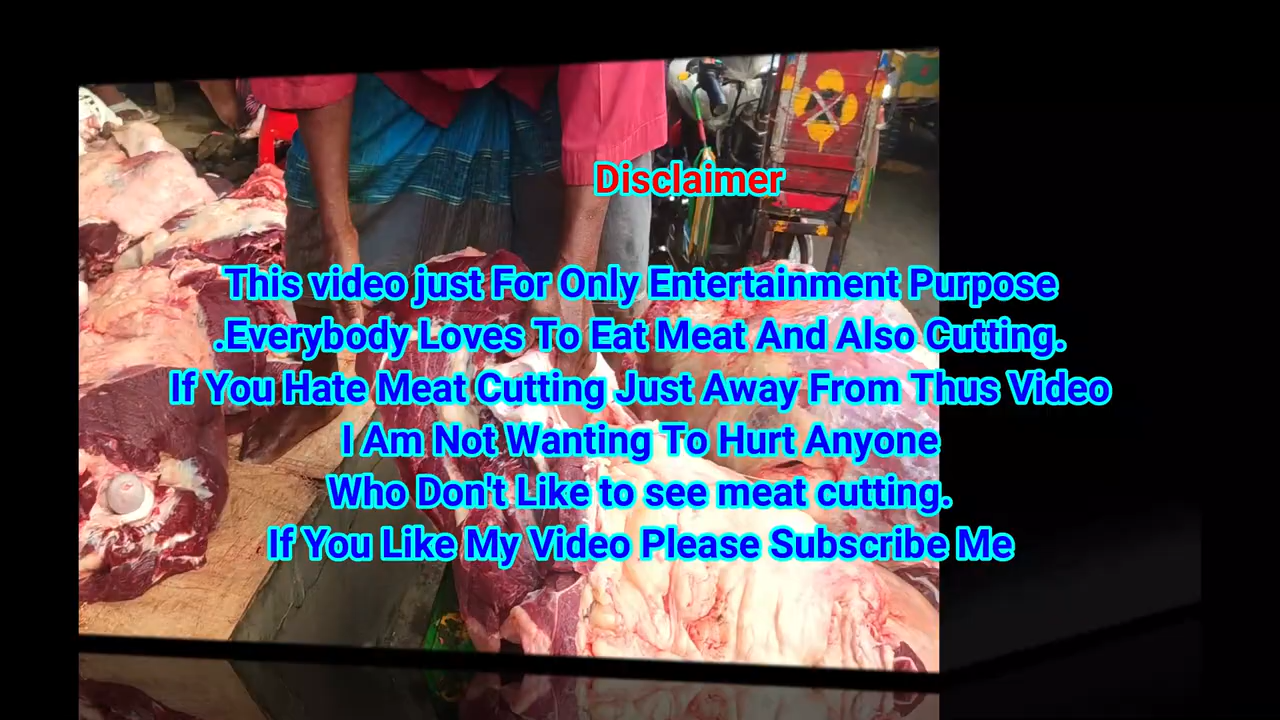 Disclaimer
This video just For Only Entertainment Purpose
.Everybody Loves To Eat Meat And Also Cutting.
If You Hate Meat Cutting Just Away From Thus Video
I Am Not Wanting To Hurt Anyone
Who Don't Like to see meat cutting.
If You Like My Video Please Subscribe Me